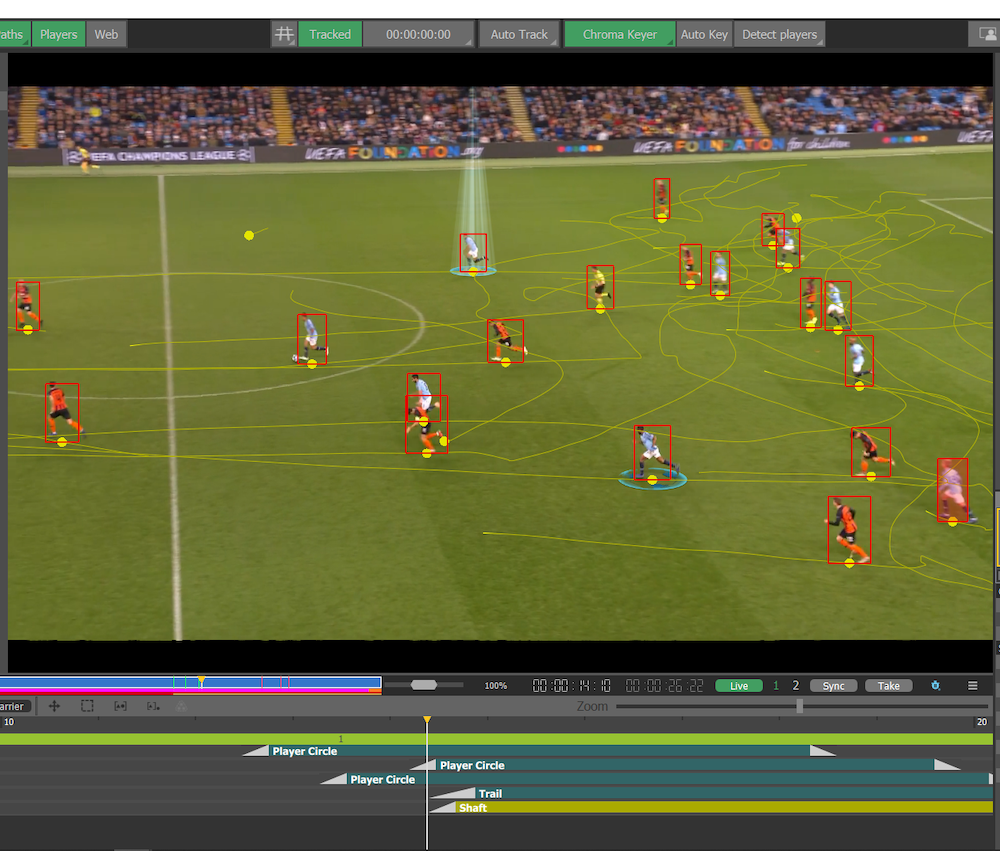 aths Players Web Tracked 00:00:00:00 Auto Track Chroma Keyer Auto Key Detect players
UEFA CHAMPIONS LEAGUE UEFA FOUNDATION .org UEFA FOUNDATION for children UEFA
100% 00:00:14:10 00:00:26:22 Live 1 2 Sync Take
arrier Zoom
10 20
1
Player Circle
Player Circle
Player Circle
Trail
Shaft